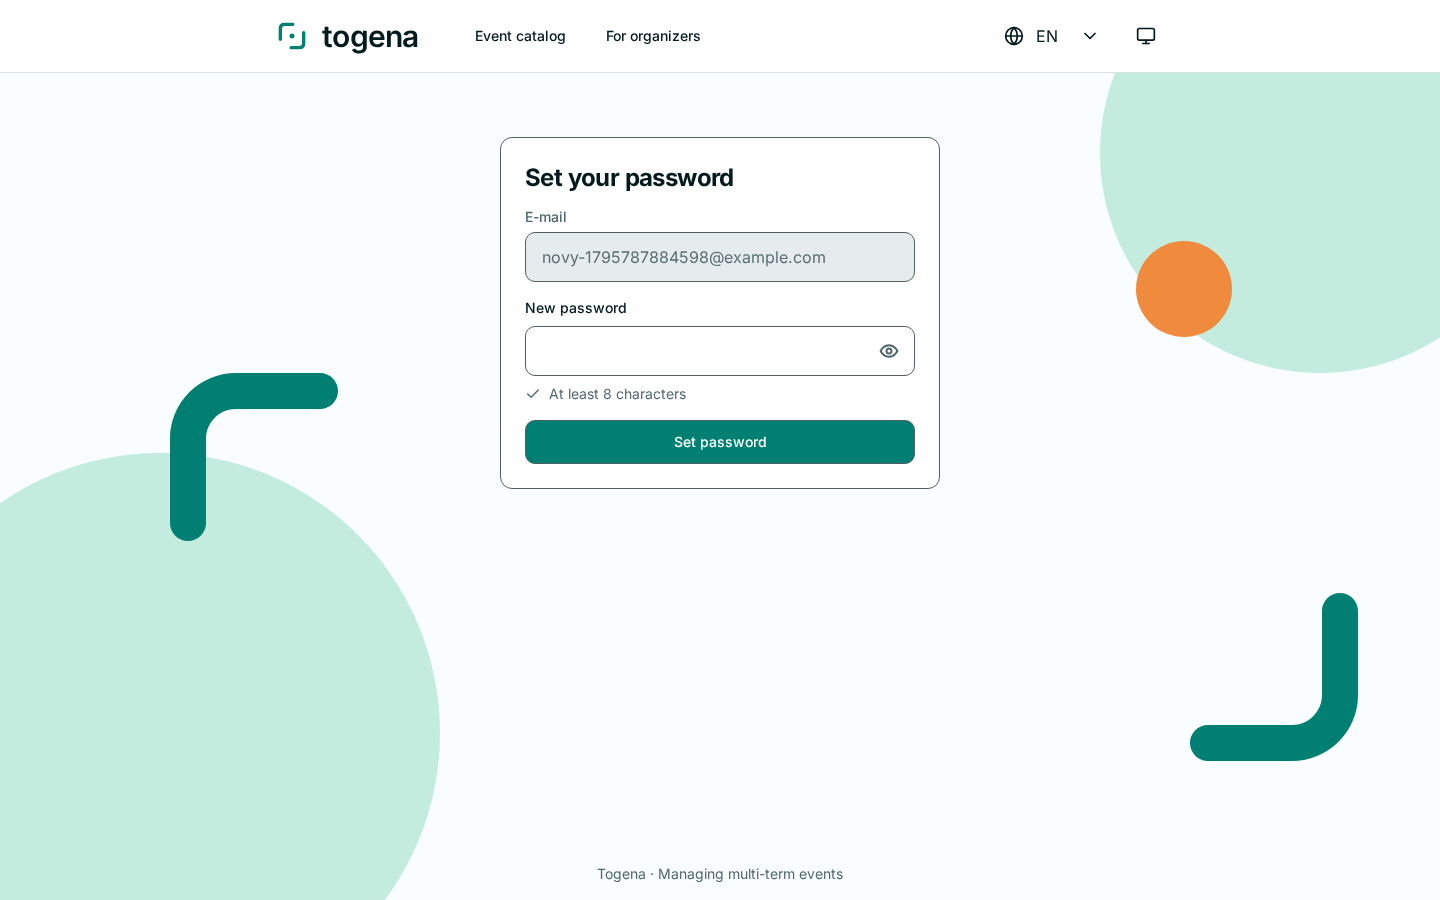 togena
Event catalog
For organizers
EN
Set your password
E-mail
novy-1795787884598@example.com
New password
At least 8 characters
Set password
Togena · Managing multi-term events